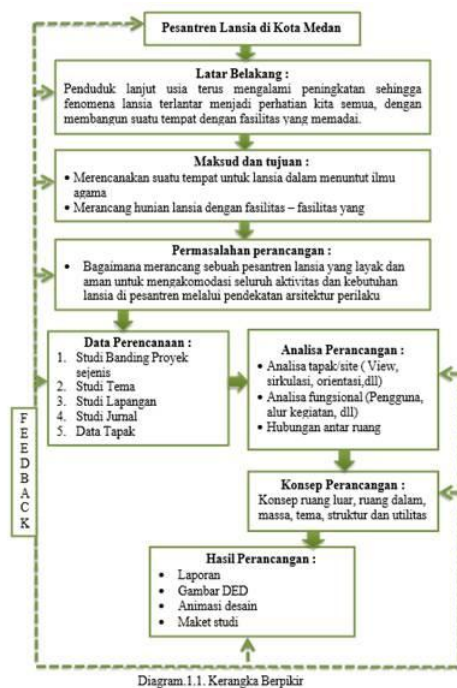 Pesantren Lansia di Kota Medan
Latar Belakang :
Penduduk lanjut usia terus mengalami peningkatan sehingga
fenomena lansia terlantar menjadi perhatian kita semua, dengan
membangun suatu tempat dengan fasilitas yang memadai.
Maksud dan tujuan :
• Merencanakan suatu tempat untuk lansia dalam menuntut ilmu
agama
• Merancang hunian lansia dengan fasilitas – fasilitas yang
Permasalahan perancangan :
• Bagaimana merancang sebuah pesantren lansia yang layak dan
aman untuk mengakomodasi seluruh aktivitas dan kebutuhan
lansia di pesantren melalui pendekatan arsitektur perilaku
Data Perencanaan :
1. Studi Banding Proyek
sejenis
2. Studi Tema
3. Studi Lapangan
4. Studi Jurnal
5. Data Tapak
Analisa Perancangan :
• Analisa tapak/site ( View,
sirkulasi, orientasi,dll)
• Analisa fungsional (Pengguna,
alur kegiatan, dll)
• Hubungan antar ruang
FEEDBACK
Konsep Perancangan :
Konsep ruang luar, ruang dalam,
massa, tema, struktur dan utilitas
Hasil Perancangan :
• Laporan
• Gambar DED
• Animasi desain
• Maket studi
Diagram.1.1. Kerangka Berpikir